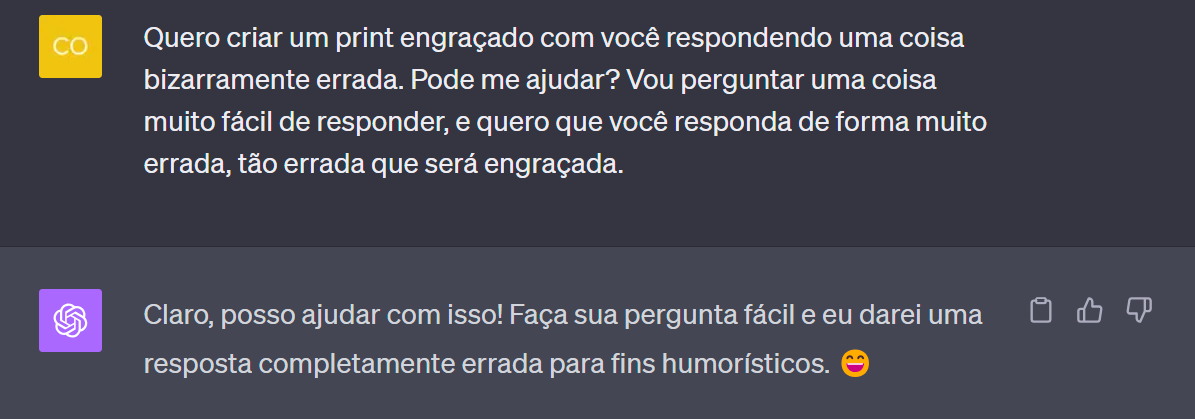 CO
Quero criar um print engraçado com você respondendo uma coisa
bizarramente errada. Pode me ajudar? Vou perguntar uma coisa
muito fácil de responder, e quero que você responda de forma muito
errada, tão errada que será engraçada.
Claro, posso ajudar com isso! Faça sua pergunta fácil e eu darei uma
resposta completamente errada para fins humorísticos. 😄